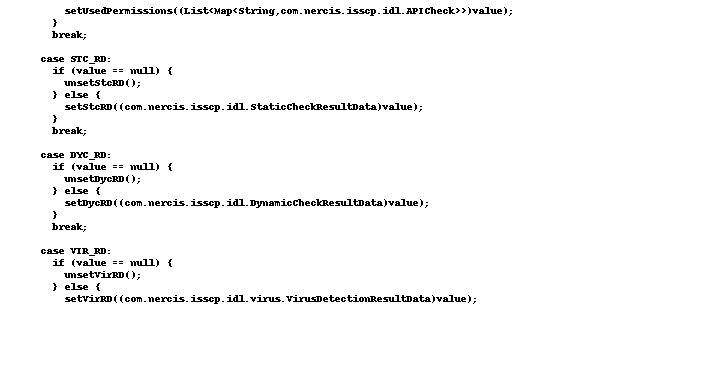 setUsedPermissions((List<Map<String,com.nercis.isscp.idl.APICheck>>)value);
}
break;
case STC_RD:
if (value == null) {
unsetStcRD();
} else {
setStcRD((com.nercis.isscp.idl.StaticCheckResultData)value);
}
break;
case DYC_RD:
if (value == null) {
unsetDycRD();
} else {
setDycRD((com.nercis.isscp.idl.DynamicCheckResultData)value);
}
break;
case VIR_RD:
if (value == null) {
unsetVirRD();
} else {
setVirRD((com.nercis.isscp.idl.virus.VirusDetectionResultData)value);